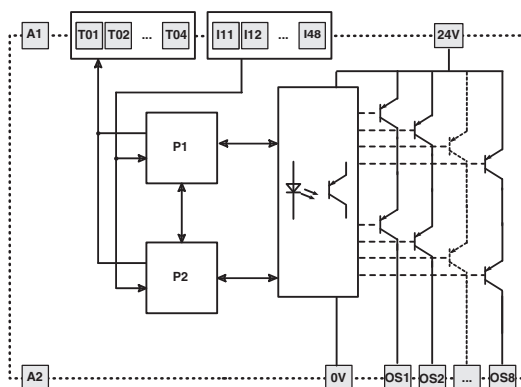 A1 T01 T02 ... T04 I11 I12 ... I48 24V
P1
P2
A2 0V OS1 OS2 ... OS8